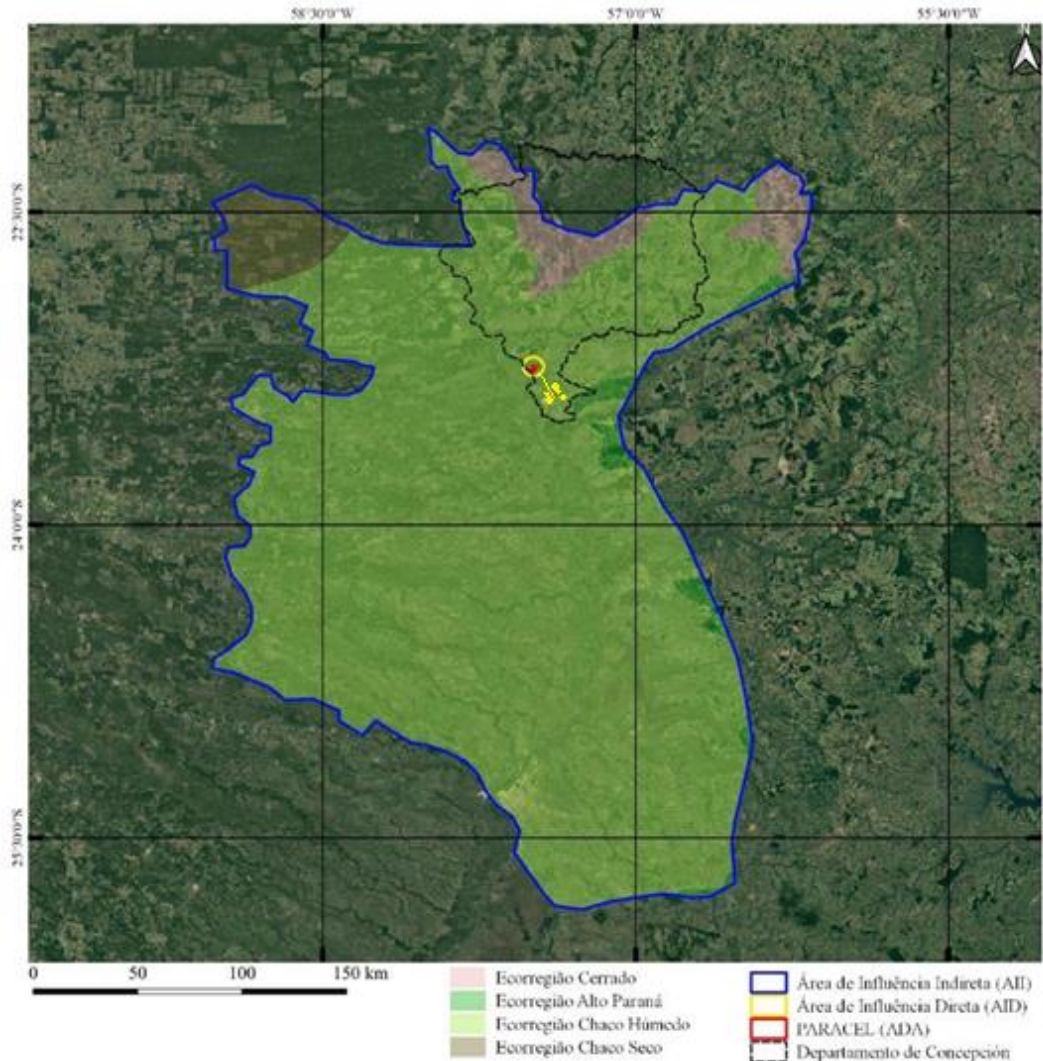 58°30'0"W 57°0'0"W 55°30'0"W
N
22°30'0"S
24°0'0"S
25°30'0"S
0 50 100 150 km
Ecorregião Cerrado
Ecorregião Alto Paraná
Ecorregião Chaco Húmedo
Ecorregião Chaco Seco
Área de Influência Indireta (AII)
Área de Influência Direta (AID)
PARACEL (ADA)
Departamento de Concepción